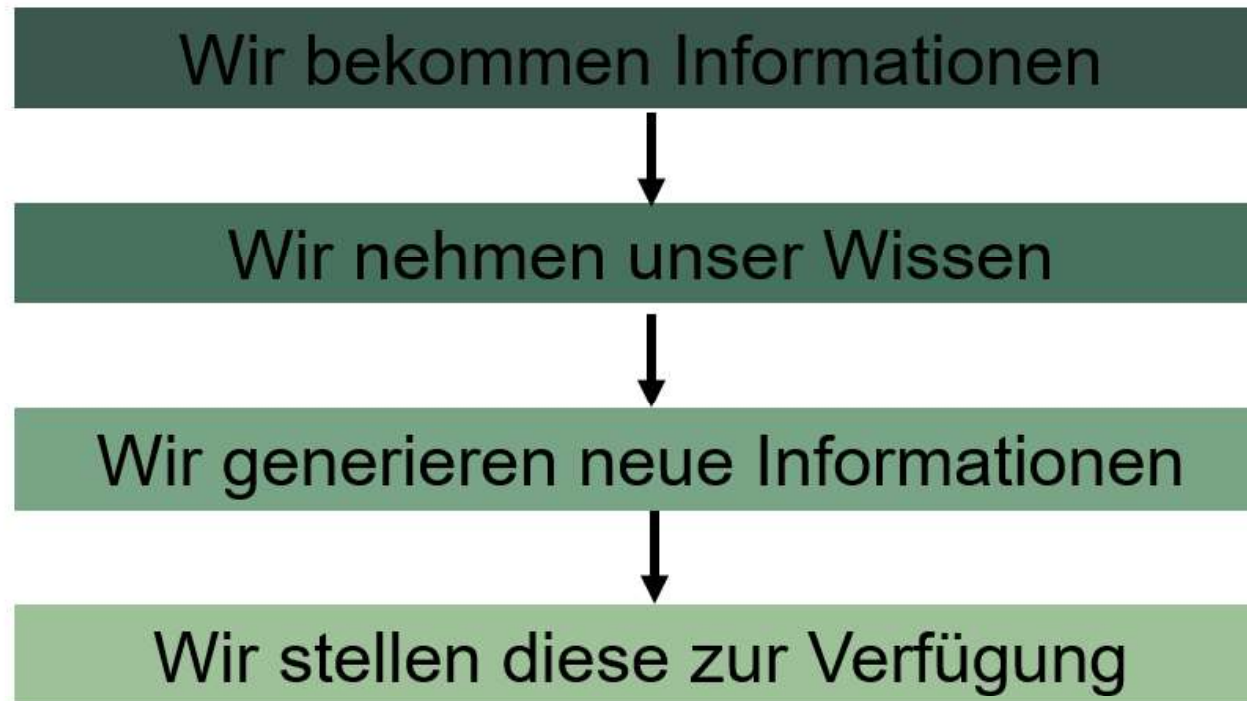 Wir bekommen Informationen
Wir nehmen unser Wissen
Wir generieren neue Informationen
Wir stellen diese zur Verfügung